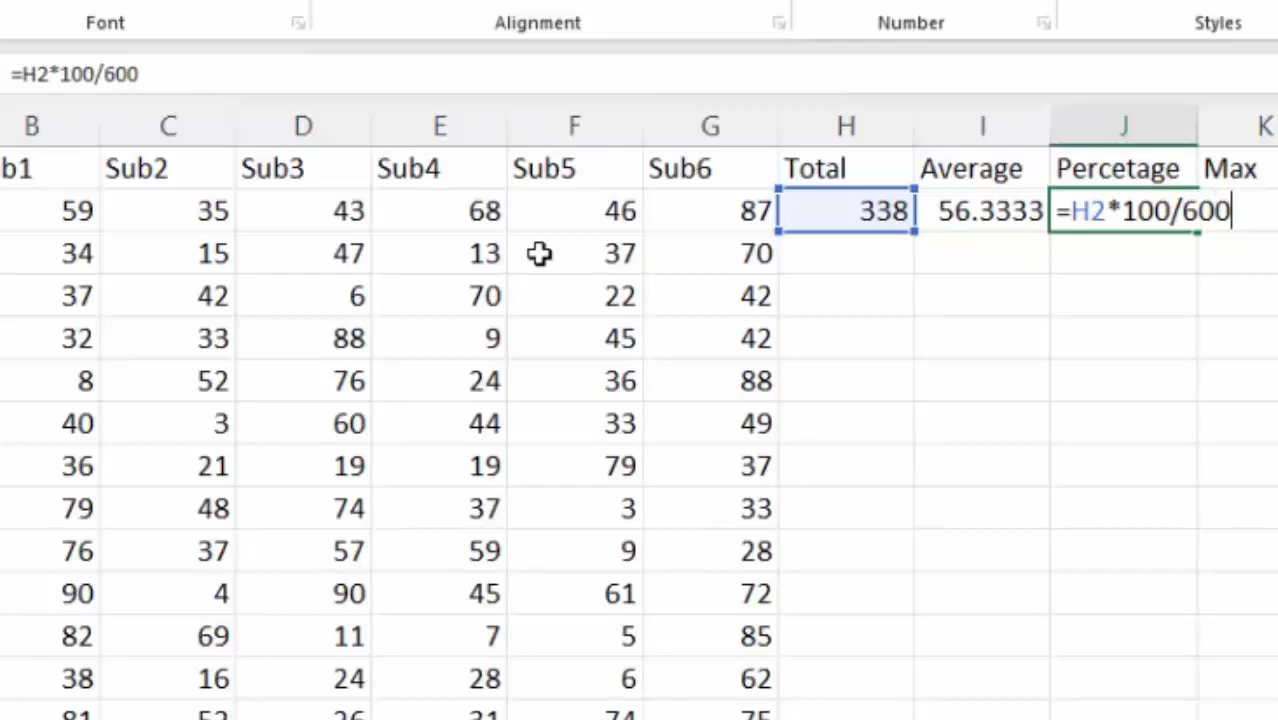 Font Alignment Number Styles
=H2*100/600
B C D E F G H I J K
b1 Sub2 Sub3 Sub4 Sub5 Sub6 Total Average Percetage Max
59 35 43 68 46 87 338 56.3333 =H2*100/600
34 15 47 13 37 70
37 42 6 70 22 42
32 33 88 9 45 42
8 52 76 24 36 88
40 3 60 44 33 49
36 21 19 19 79 37
79 48 74 37 3 33
76 37 57 59 9 28
90 4 90 45 61 72
82 69 11 7 5 85
38 16 24 28 6 62
81 52 26 31 74 75